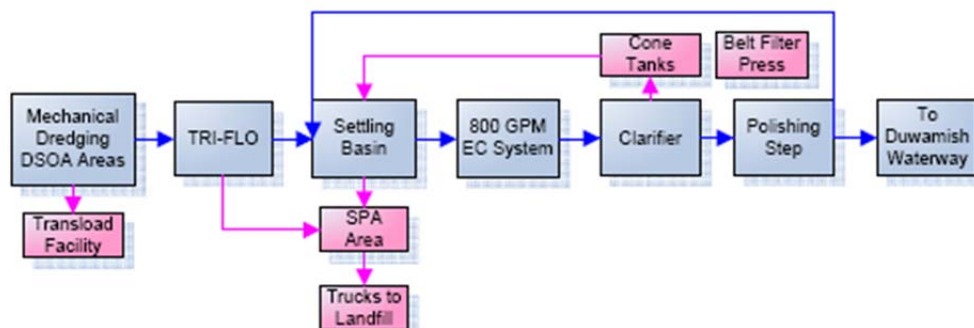 Cone
Tanks
Belt Filter
Press
Mechanical
Dredging
DSOA Areas
TRI-FLO
Settling
Basin
800 GPM
EC System
Clarifier
Polishing
Step
To
Duwamish
Waterway
Transload
Facility
SPA
Area
Trucks to
Landfill